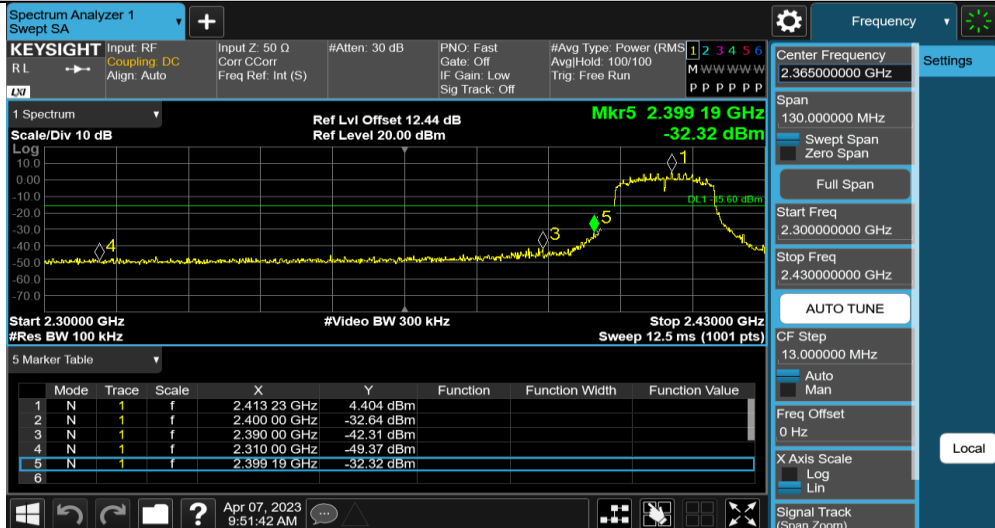 Spectrum Analyzer 1
Swept SA
+
Frequency
KEYSIGHT
RL
LXI
Input: RF
Coupling: DC
Align: Auto
Input Z: 50 Ω
Corr CCorr
Freq Ref: Int (S)
#Atten: 30 dB
PNO: Fast
Gate: Off
IF Gain: Low
Sig Track: Off
#Avg Type: Power (RMS
Avg|Hold: 100/100
Trig: Free Run
1 2 3 4 5 6
M W W W W W
P P P P P P
1 Spectrum
Scale/Div 10 dB
Ref Lvl Offset 12.44 dB
Ref Level 20.00 dBm
Mkr5 2.399 19 GHz
-32.32 dBm
Log
10.0
0.00
-10.0
-20.0
-30.0
-40.0
-50.0
-60.0
-70.0
1
DL1 -15.60 dBm
5
3
4
Start 2.30000 GHz
#Video BW 300 kHz
Stop 2.43000 GHz
#Res BW 100 kHz
Sweep 12.5 ms (1001 pts)
5 Marker Table
Mode Trace Scale X Y Function Function Width Function Value
1 N 1 f 2.413 23 GHz 4.404 dBm
2 N 1 f 2.400 00 GHz -32.64 dBm
3 N 1 f 2.390 00 GHz -42.31 dBm
4 N 1 f 2.310 00 GHz -49.37 dBm
5 N 1 f 2.399 19 GHz -32.32 dBm
6
?
Apr 07, 2023
9:51:42 AM
Center Frequency
2.365000000 GHz
Span
130.000000 MHz
Swept Span
Zero Span
Full Span
Start Freq
2.300000000 GHz
Stop Freq
2.430000000 GHz
AUTO TUNE
CF Step
13.000000 MHz
Auto
Man
Freq Offset
0 Hz
X Axis Scale
Log
Lin
Signal Track
(Span Zoom)
Settings
Local